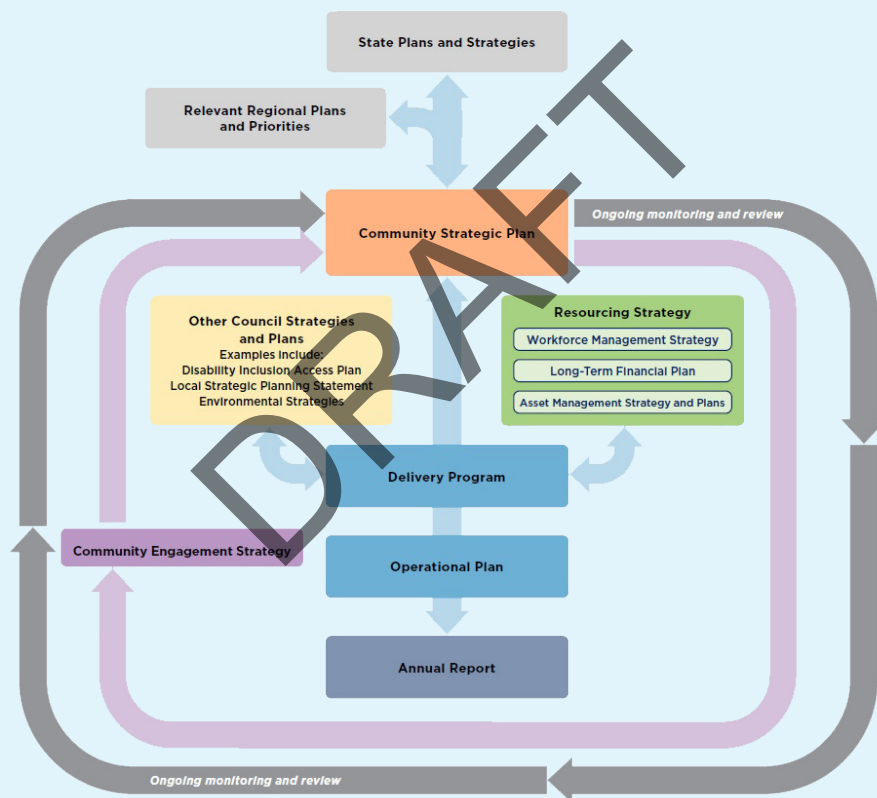 State Plans and Strategies
Relevant Regional Plans
and Priorities
Community Strategic Plan
Ongoing monitoring and review
Other Council Strategies
and Plans
Examples include:
Disability Inclusion Access Plan
Local Strategic Planning Statement
Environmental Strategies
Resourcing Strategy
Workforce Management Strategy
Long-Term Financial Plan
Asset Management Strategy and Plans
Delivery Program
Community Engagement Strategy
Operational Plan
Annual Report
Ongoing monitoring and review
DRAFT